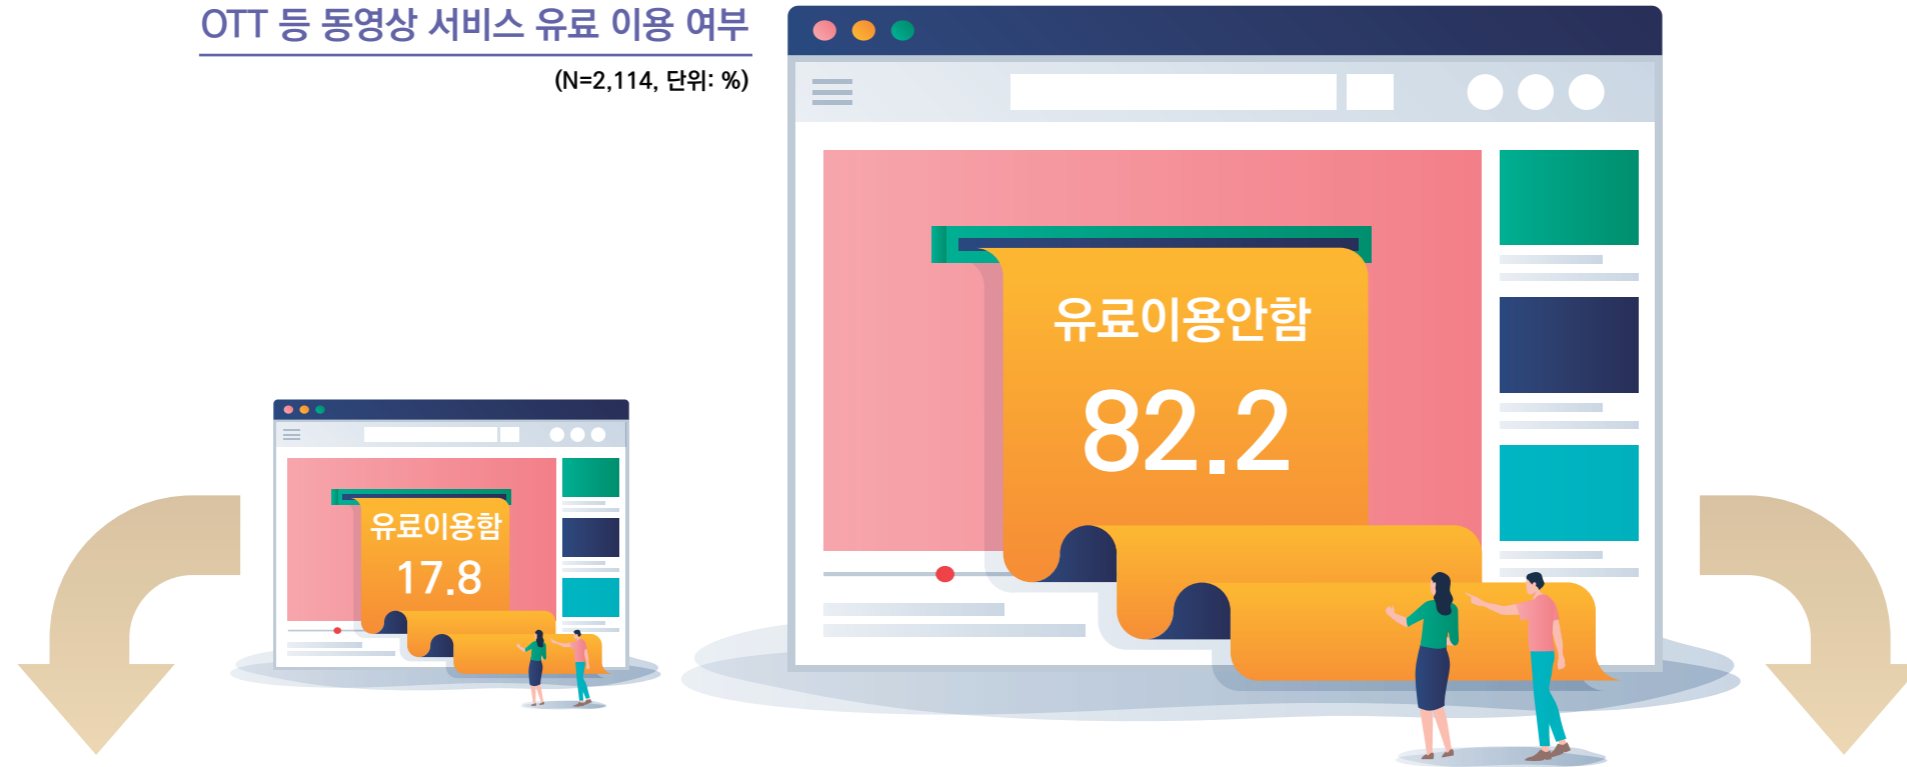 OTT 등 동영상 서비스 유료 이용 여부
(N=2,114, 단위: %)
유료이용함
17.8
유료이용안함
82.2